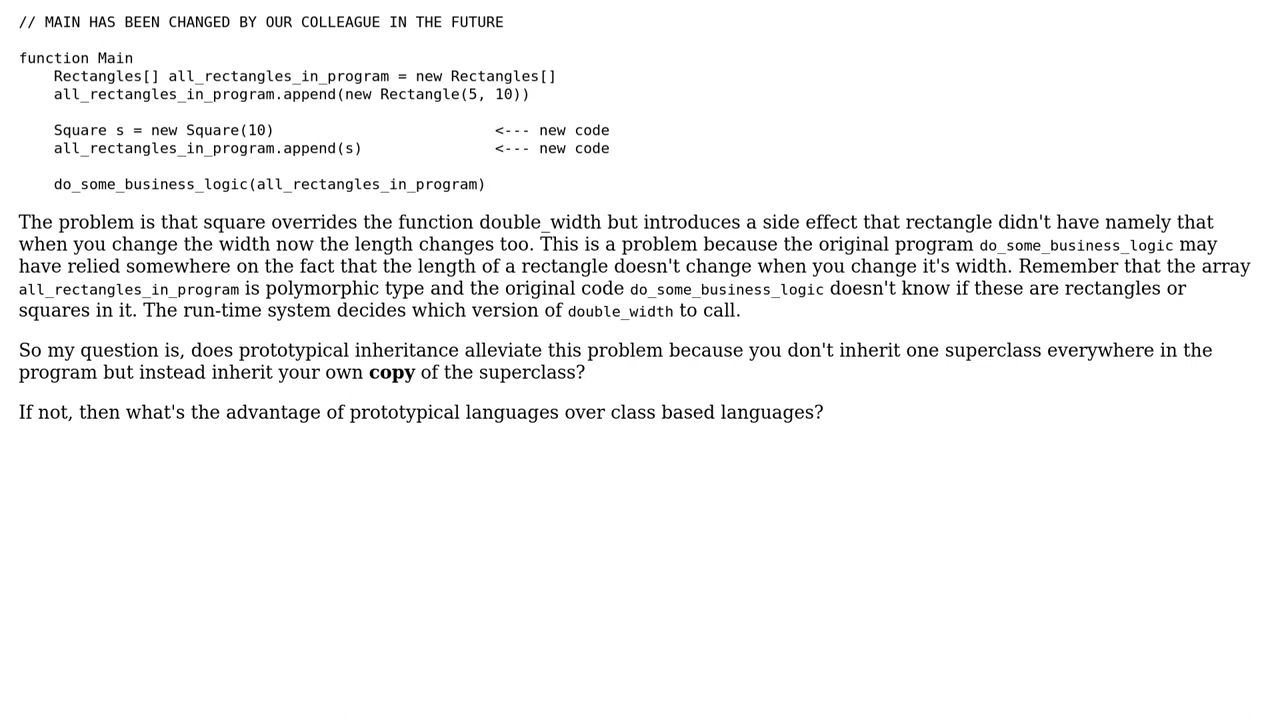 // MAIN HAS BEEN CHANGED BY OUR COLLEAGUE IN THE FUTURE
function Main
    Rectangles[] all_rectangles_in_program = new Rectangles[]
    all_rectangles_in_program.append(new Rectangle(5, 10))
    Square s = new Square(10)                         <--- new code
    all_rectangles_in_program.append(s)               <--- new code
    do_some_business_logic(all_rectangles_in_program)
The problem is that square overrides the function double_width but introduces a side effect that rectangle didn't have namely that
when you change the width now the length changes too. This is a problem because the original program do_some_business_logic may
have relied somewhere on the fact that the length of a rectangle doesn't change when you change it's width. Remember that the array
all_rectangles_in_program is polymorphic type and the original code do_some_business_logic doesn't know if these are rectangles or
squares in it. The run-time system decides which version of double_width to call.
So my question is, does prototypical inheritance alleviate this problem because you don't inherit one superclass everywhere in the
program but instead inherit your own copy of the superclass?
If not, then what's the advantage of prototypical languages over class based languages?